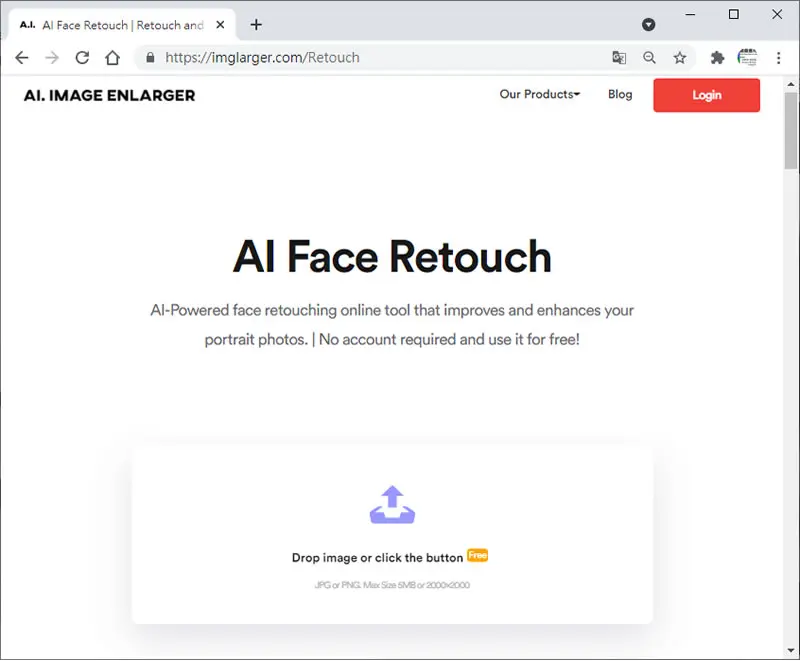 A.I. AI Face Retouch | Retouch and
https://imglarger.com/Retouch
AI. IMAGE ENLARGER
Our Products
Blog
Login
AI Face Retouch
AI-Powered face retouching online tool that improves and enhances your
portrait photos. | No account required and use it for free!
Drop image or click the button Free
JPG or PNG. Max Size 5MB or 2000×2000